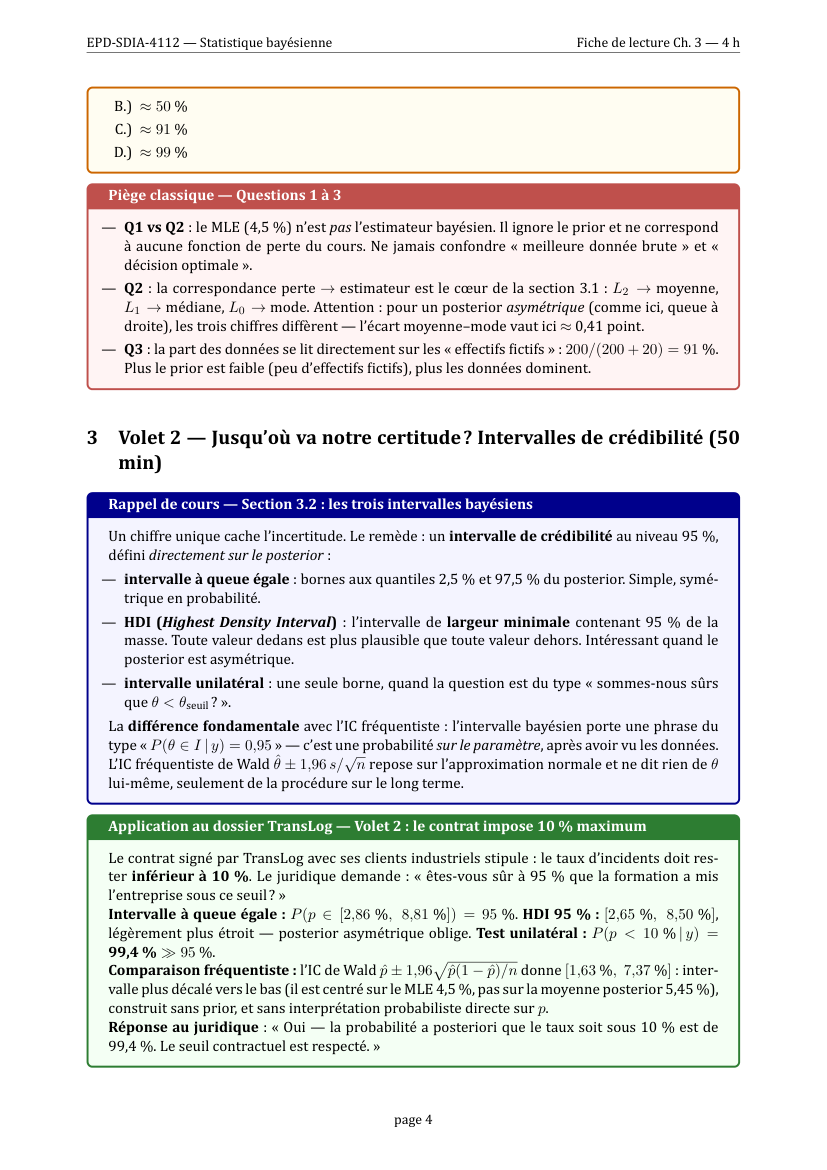 EPD-SDIA-4112 — Statistique bayésienne
Fiche de lecture Ch. 3 — 4 h
B.) ≈ 50 %
C.) ≈ 91 %
D.) ≈ 99 %
Piège classique — Questions 1 à 3
— Q1 vs Q2 : le MLE (4,5 %) n’est pas l’estimateur bayésien. Il ignore le prior et ne correspond
à aucune fonction de perte du cours. Ne jamais confondre « meilleure donnée brute » et «
décision optimale ».
— Q2 : la correspondance perte → estimateur est le cœur de la section 3.1 : L₂ → moyenne,
L₁ → médiane, L₀ → mode. Attention : pour un posterior asymétrique (comme ici, queue à
droite), les trois chiffres diffèrent — l’écart moyenne–mode vaut ici ≈ 0,41 point.
— Q3 : la part des données se lit directement sur les « effectifs fictifs » : 200/(200 + 20) = 91 %.
Plus le prior est faible (peu d’effectifs fictifs), plus les données dominent.
3 Volet 2 — Jusqu’où va notre certitude ? Intervalles de crédibilité (50
min)
Rappel de cours — Section 3.2 : les trois intervalles bayésiens
Un chiffre unique cache l’incertitude. Le remède : un intervalle de crédibilité au niveau 95 %,
défini directement sur le posterior :
— intervalle à queue égale : bornes aux quantiles 2,5 % et 97,5 % du posterior. Simple, symé-
trique en probabilité.
— HDI (Highest Density Interval) : l’intervalle de largeur minimale contenant 95 % de la
masse. Toute valeur dedans est plus plausible que toute valeur dehors. Intéressant quand le
posterior est asymétrique.
— intervalle unilatéral : une seule borne, quand la question est du type « sommes-nous sûrs
que θ < θseuil ? ».
La différence fondamentale avec l’IC fréquentiste : l’intervalle bayésien porte une phrase du
type « P(θ ∈ I | y) = 0,95 » — c’est une probabilité sur le paramètre, après avoir vu les données.
L’IC fréquentiste de Wald θ̂ ± 1,96 s/√n repose sur l’approximation normale et ne dit rien de θ
lui-même, seulement de la procédure sur le long terme.
Application au dossier TransLog — Volet 2 : le contrat impose 10 % maximum
Le contrat signé par TransLog avec ses clients industriels stipule : le taux d’incidents doit res-
ter inférieur à 10 %. Le juridique demande : « êtes-vous sûr à 95 % que la formation a mis
l’entreprise sous ce seuil ? »
Intervalle à queue égale : P(p ∈ [2,86 %, 8,81 %]) = 95 %. HDI 95 % : [2,65 %, 8,50 %],
légèrement plus étroit — posterior asymétrique oblige. Test unilatéral : P(p < 10 % | y) =
99,4 % ≫ 95 %.
Comparaison fréquentiste : l’IC de Wald p̂ ± 1,96√(p̂(1 − p̂)/n) donne [1,63 %, 7,37 %] : inter-
valle plus décalé vers le bas (il est centré sur le MLE 4,5 %, pas sur la moyenne posterior 5,45 %),
construit sans prior, et sans interprétation probabiliste directe sur p.
Réponse au juridique : « Oui — la probabilité a posteriori que le taux soit sous 10 % est de
99,4 %. Le seuil contractuel est respecté. »
page 4